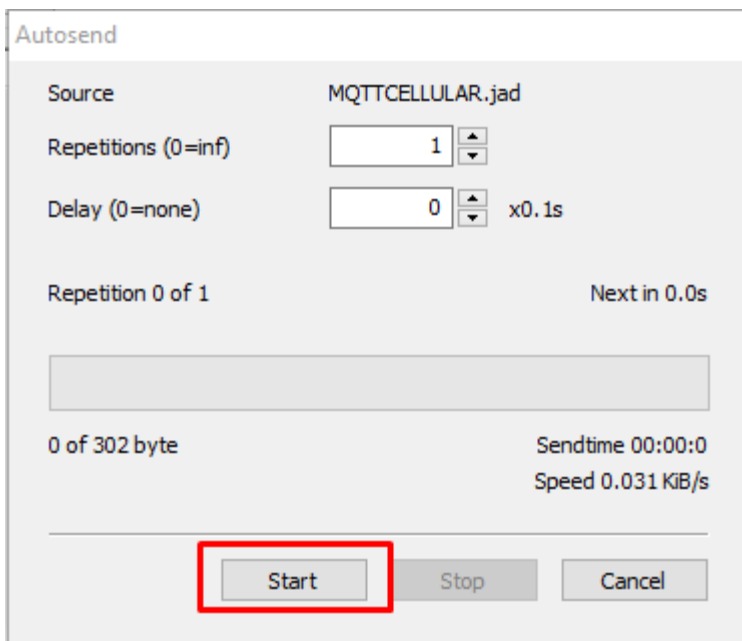 Autosend
Source MQTTCELLULAR.jad
Repetitions (0=inf) 1
Delay (0=none) 0 x0.1s
Repetition 0 of 1 Next in 0.0s
0 of 302 byte Sendtime 00:00:0
Speed 0.031 KiB/s
Start Stop Cancel